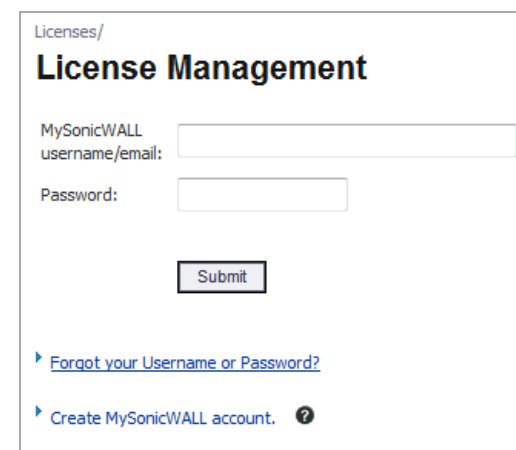 Licenses/
License Management
MySonicWALL
username/email:
Password:
Submit
Forgot your Username or Password?
Create MySonicWALL account. ?